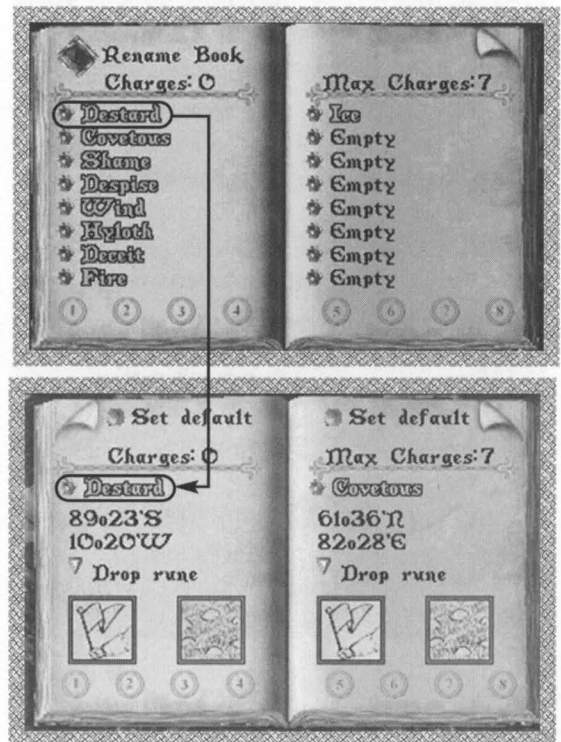 Rename Book
Charges: 0
Destard
Covetous
Shame
Despise
Wind
Hyloth
Deceit
Fire
1 2 3 4
Max Charges: 7
Ice
Empty
Empty
Empty
Empty
Empty
Empty
Empty
5 6 7 8
Set default
Charges: 0
Destard
89o23'S
10o20'W
Drop rune
1 2 3 4
Set default
Max Charges: 7
Covetous
61o36'N
82o28'E
Drop rune
5 6 7 8